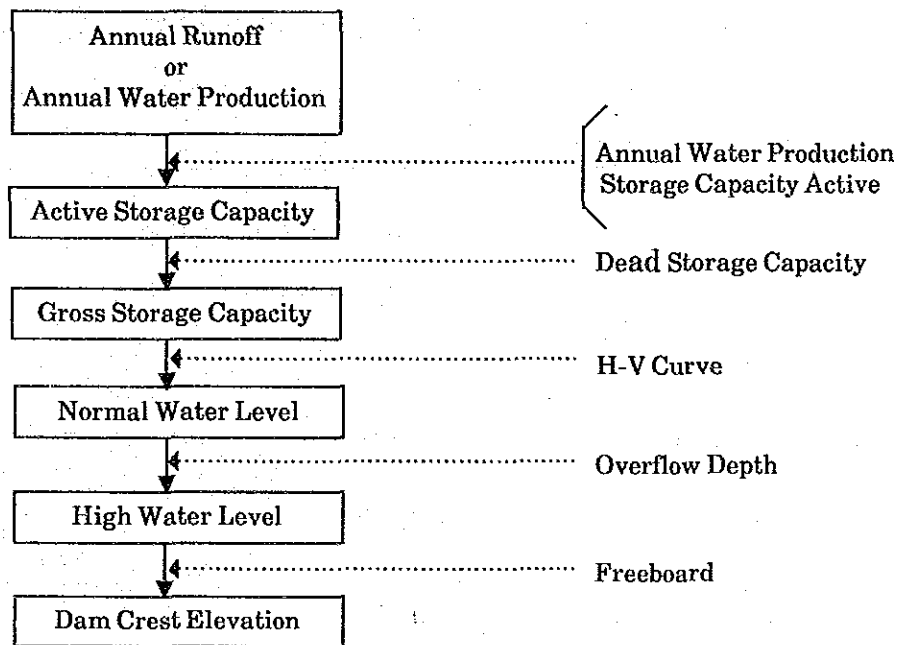 Annual Runoff
or
Annual Water Production
Annual Water Production
Storage Capacity Active
Active Storage Capacity
Dead Storage Capacity
Gross Storage Capacity
H-V Curve
Normal Water Level
Overflow Depth
High Water Level
Freeboard
Dam Crest Elevation